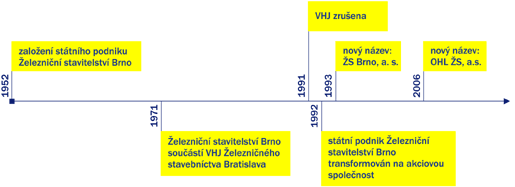 VHJ zrušena
založení státního podniku
Železniční stavitelství Brno
nový název:
ŽS Brno, a. s.
nový název:
OHL ŽS, a.s.
1952
1991
1993
2006
1971
1992
Železniční stavitelství Brno
součástí VHJ Železničného
stavebníctva Bratislava
státní podnik Železniční
stavitelství Brno
transformován na akciovou
společnost